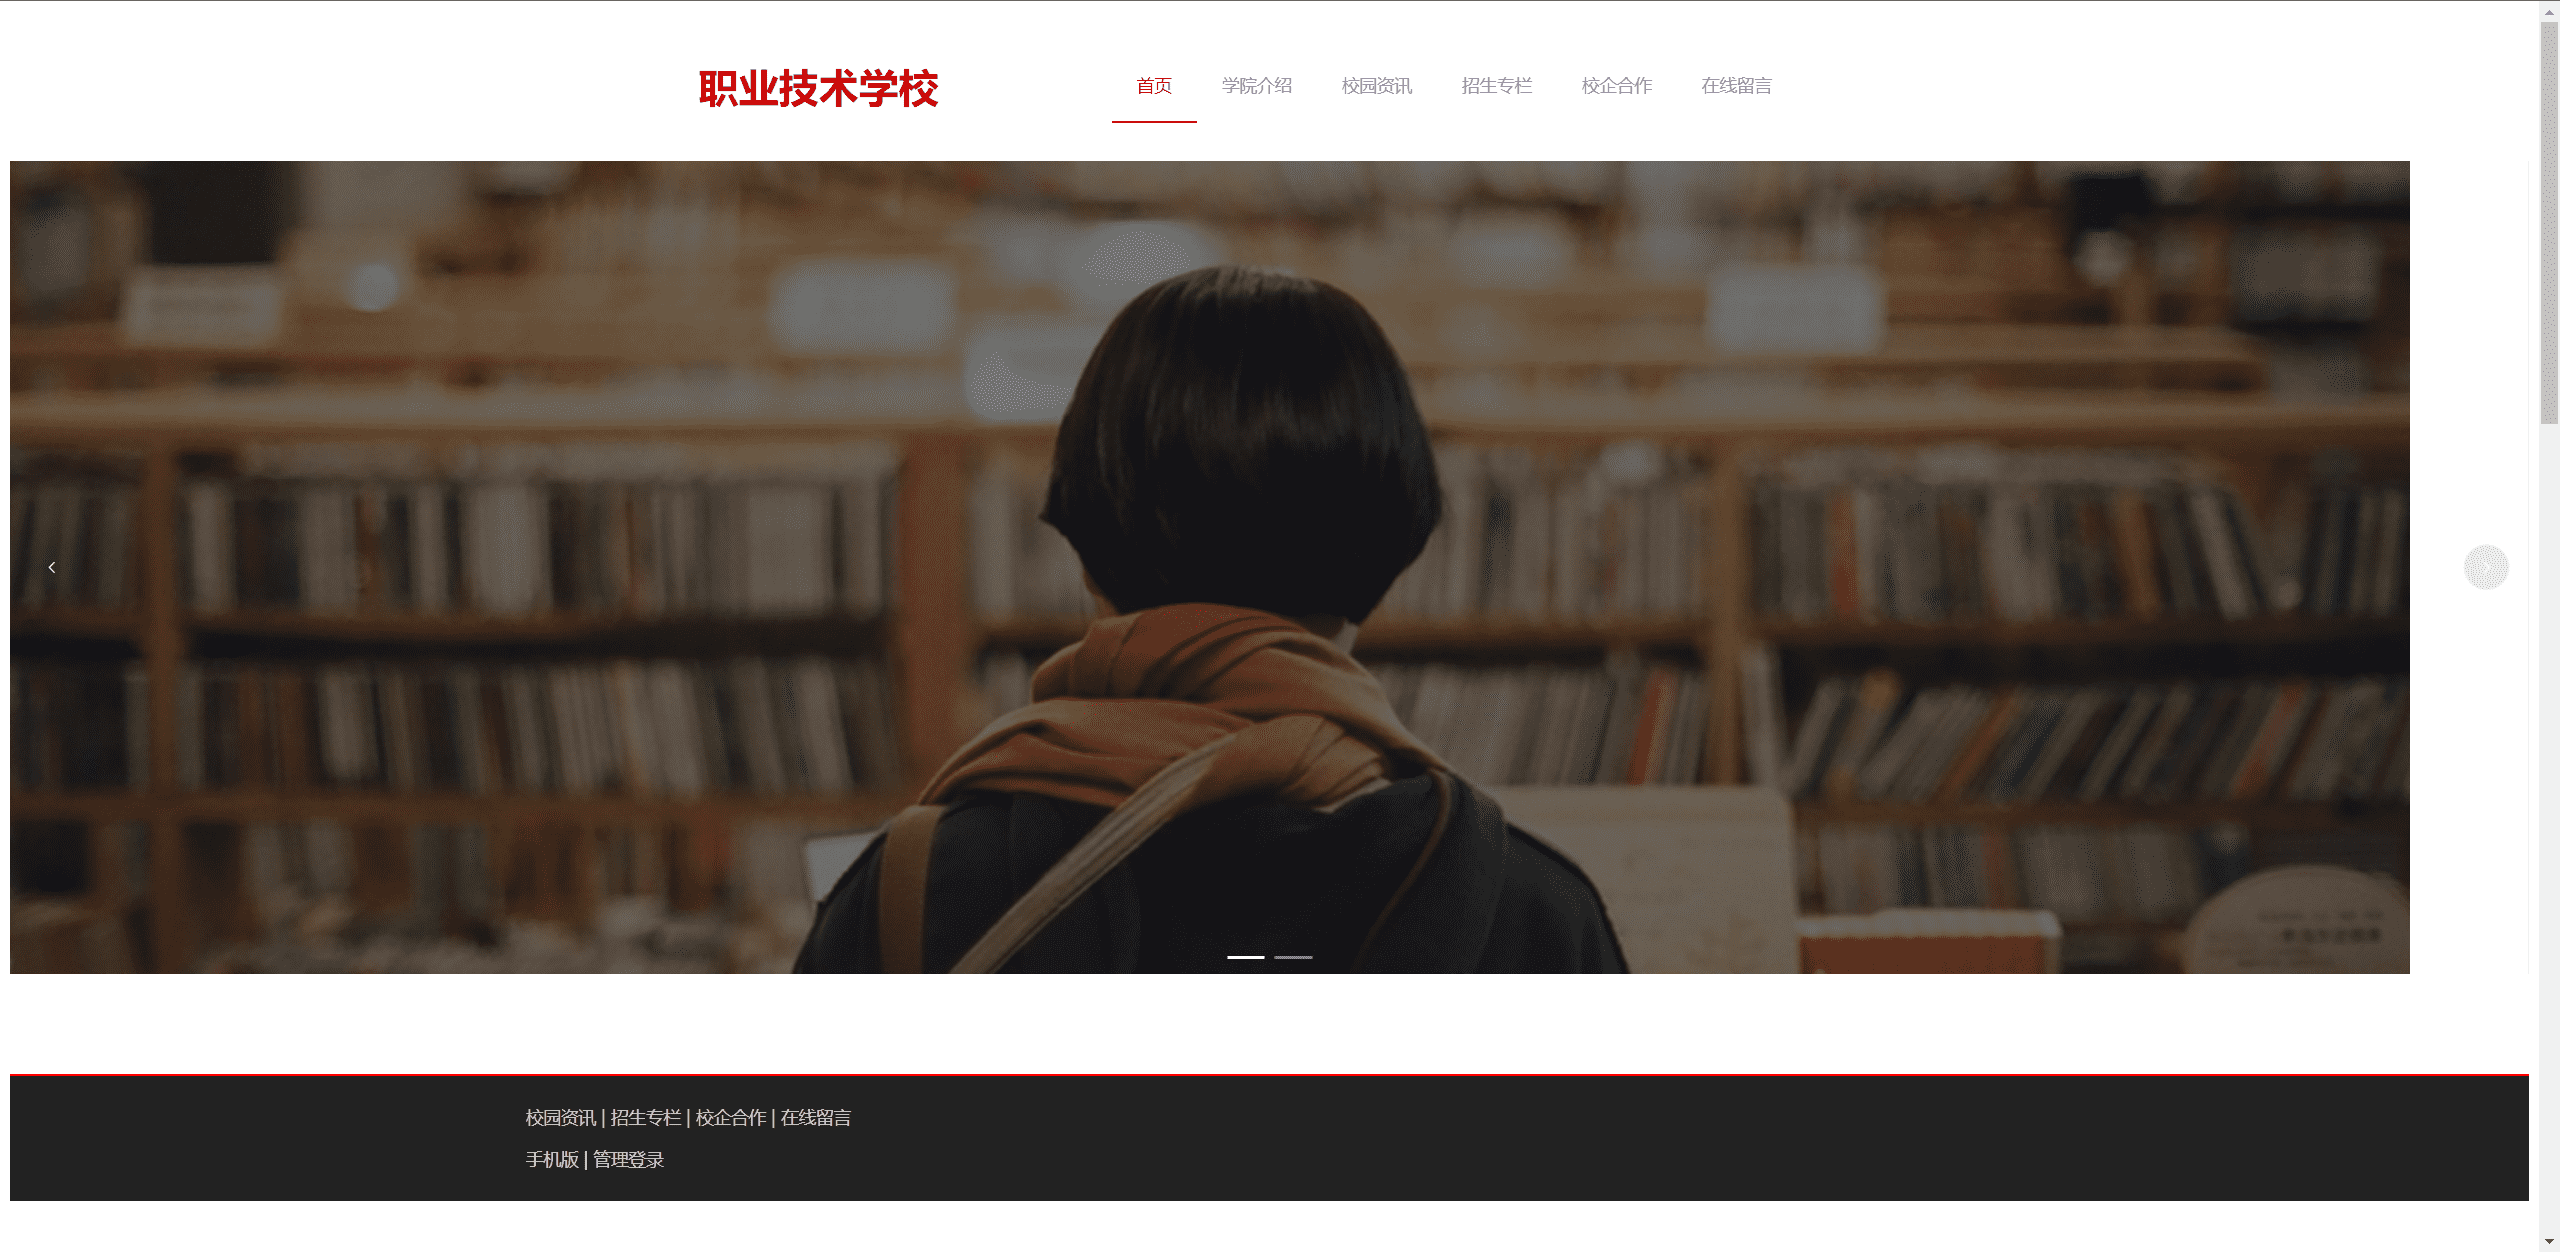 职业技术学校
首页 学院介绍 校园资讯 招生专栏 校企合作 在线留言
校园资讯 | 招生专栏 | 校企合作 | 在线留言
手机版 | 管理登录